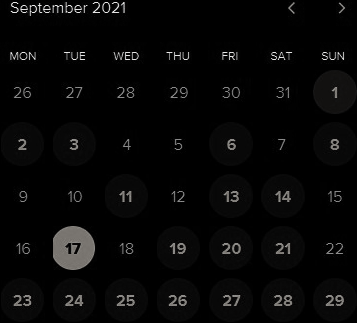 September 2021
MON TUE WED THU FRI SAT SUN
26 27 28 29 30 31 1
2 3 4 5 6 7 8
9 10 11 12 13 14 15
16 17 18 19 20 21 22
23 24 25 26 27 28 29